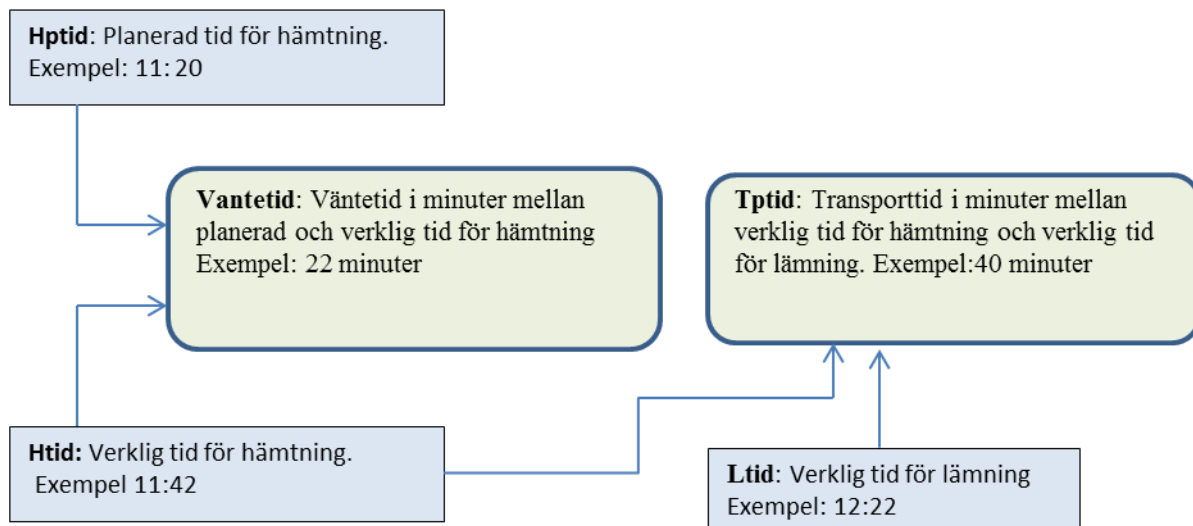 Hptid: Planerad tid för hämtning.
Exempel: 11:20
Vantetid: Väntetid i minuter mellan
planerad och verklig tid för hämtning
Exempel: 22 minuter
Tptid: Transporttid i minuter mellan
verklig tid för hämtning och verklig tid
för lämning. Exempel:40 minuter
Htid: Verklig tid för hämtning.
Exempel 11:42
Ltid: Verklig tid för lämning
Exempel: 12:22